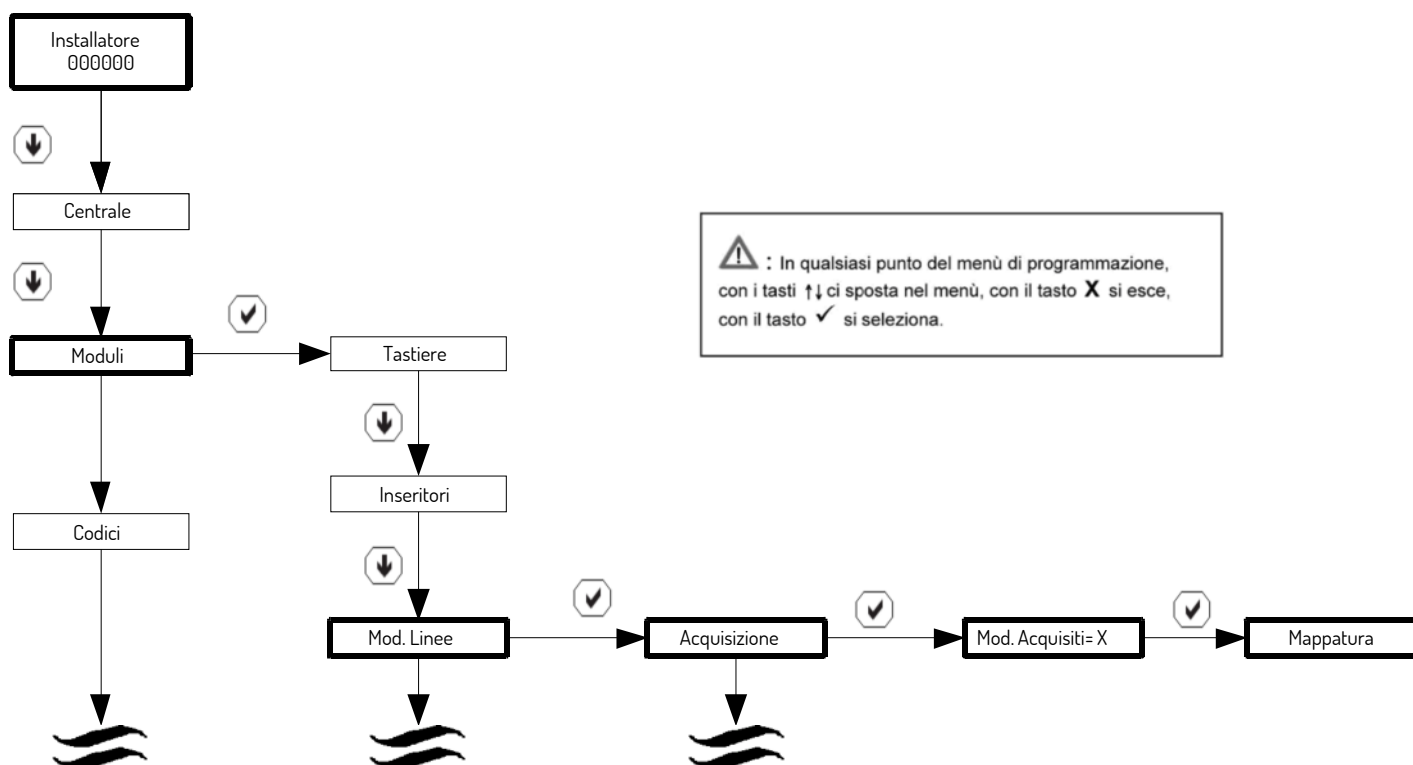 Installatore
000000
Centrale
⚠ : In qualsiasi punto del menù di programmazione,
con i tasti ↑↓ ci sposta nel menù, con il tasto X si esce,
con il tasto ✓ si seleziona.
Moduli
Tastiere
Inseritori
Codici
Mod. Linee
Acquisizione
Mod. Acquisiti= X
Mappatura